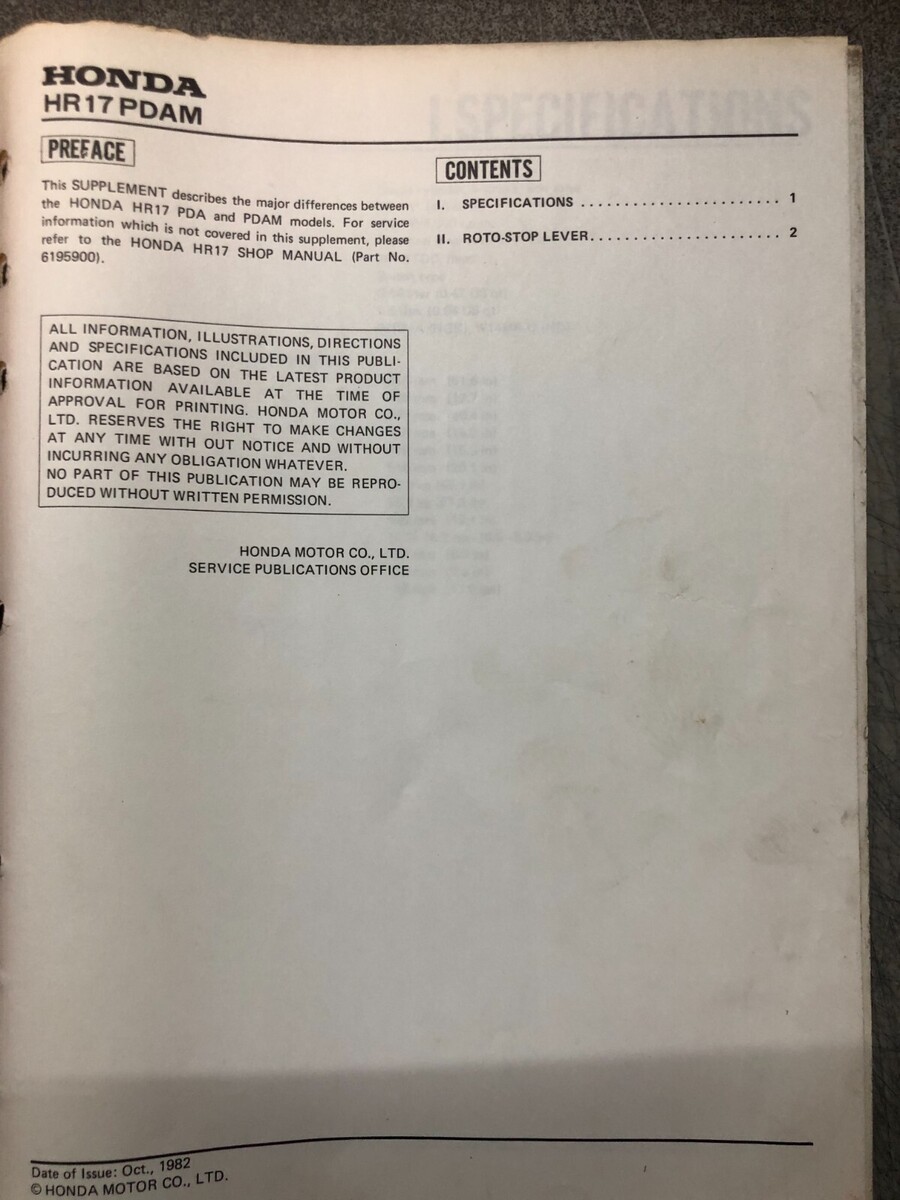 HONDA
HR17 PDAM
PREFACE
This SUPPLEMENT describes the major differences between
the HONDA HR17 PDA and PDAM models. For service
information which is not covered in this supplement, please
refer to the HONDA HR17 SHOP MANUAL (Part No.
6195900).
ALL INFORMATION, ILLUSTRATIONS, DIRECTIONS
AND SPECIFICATIONS INCLUDED IN THIS PUBLI-
CATION ARE BASED ON THE LATEST PRODUCT
INFORMATION AVAILABLE AT THE TIME OF
APPROVAL FOR PRINTING. HONDA MOTOR CO.,
LTD. RESERVES THE RIGHT TO MAKE CHANGES
AT ANY TIME WITH OUT NOTICE AND WITHOUT
INCURRING ANY OBLIGATION WHATEVER.
NO PART OF THIS PUBLICATION MAY BE REPRO-
DUCED WITHOUT WRITTEN PERMISSION.
HONDA MOTOR CO., LTD.
SERVICE PUBLICATIONS OFFICE
I. SPECIFICATIONS
CONTENTS
I. SPECIFICATIONS ....................... 1
II. ROTO-STOP LEVER...................... 2
Date of Issue: Oct., 1982
© HONDA MOTOR CO., LTD.